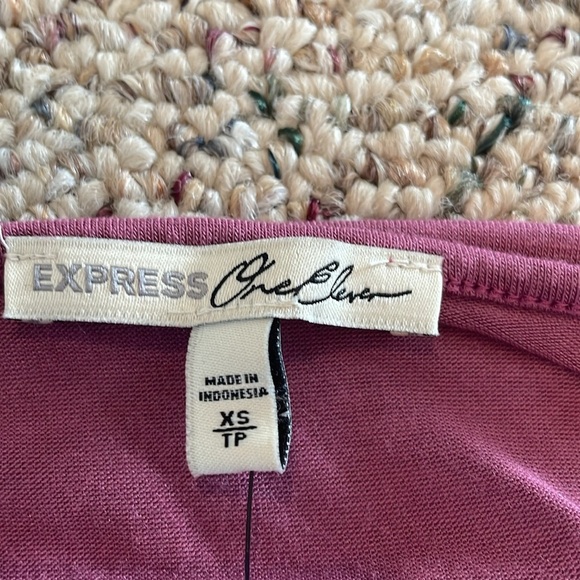 EXPRESS One Eleven
MADE IN
INDONESIA
XS
TP